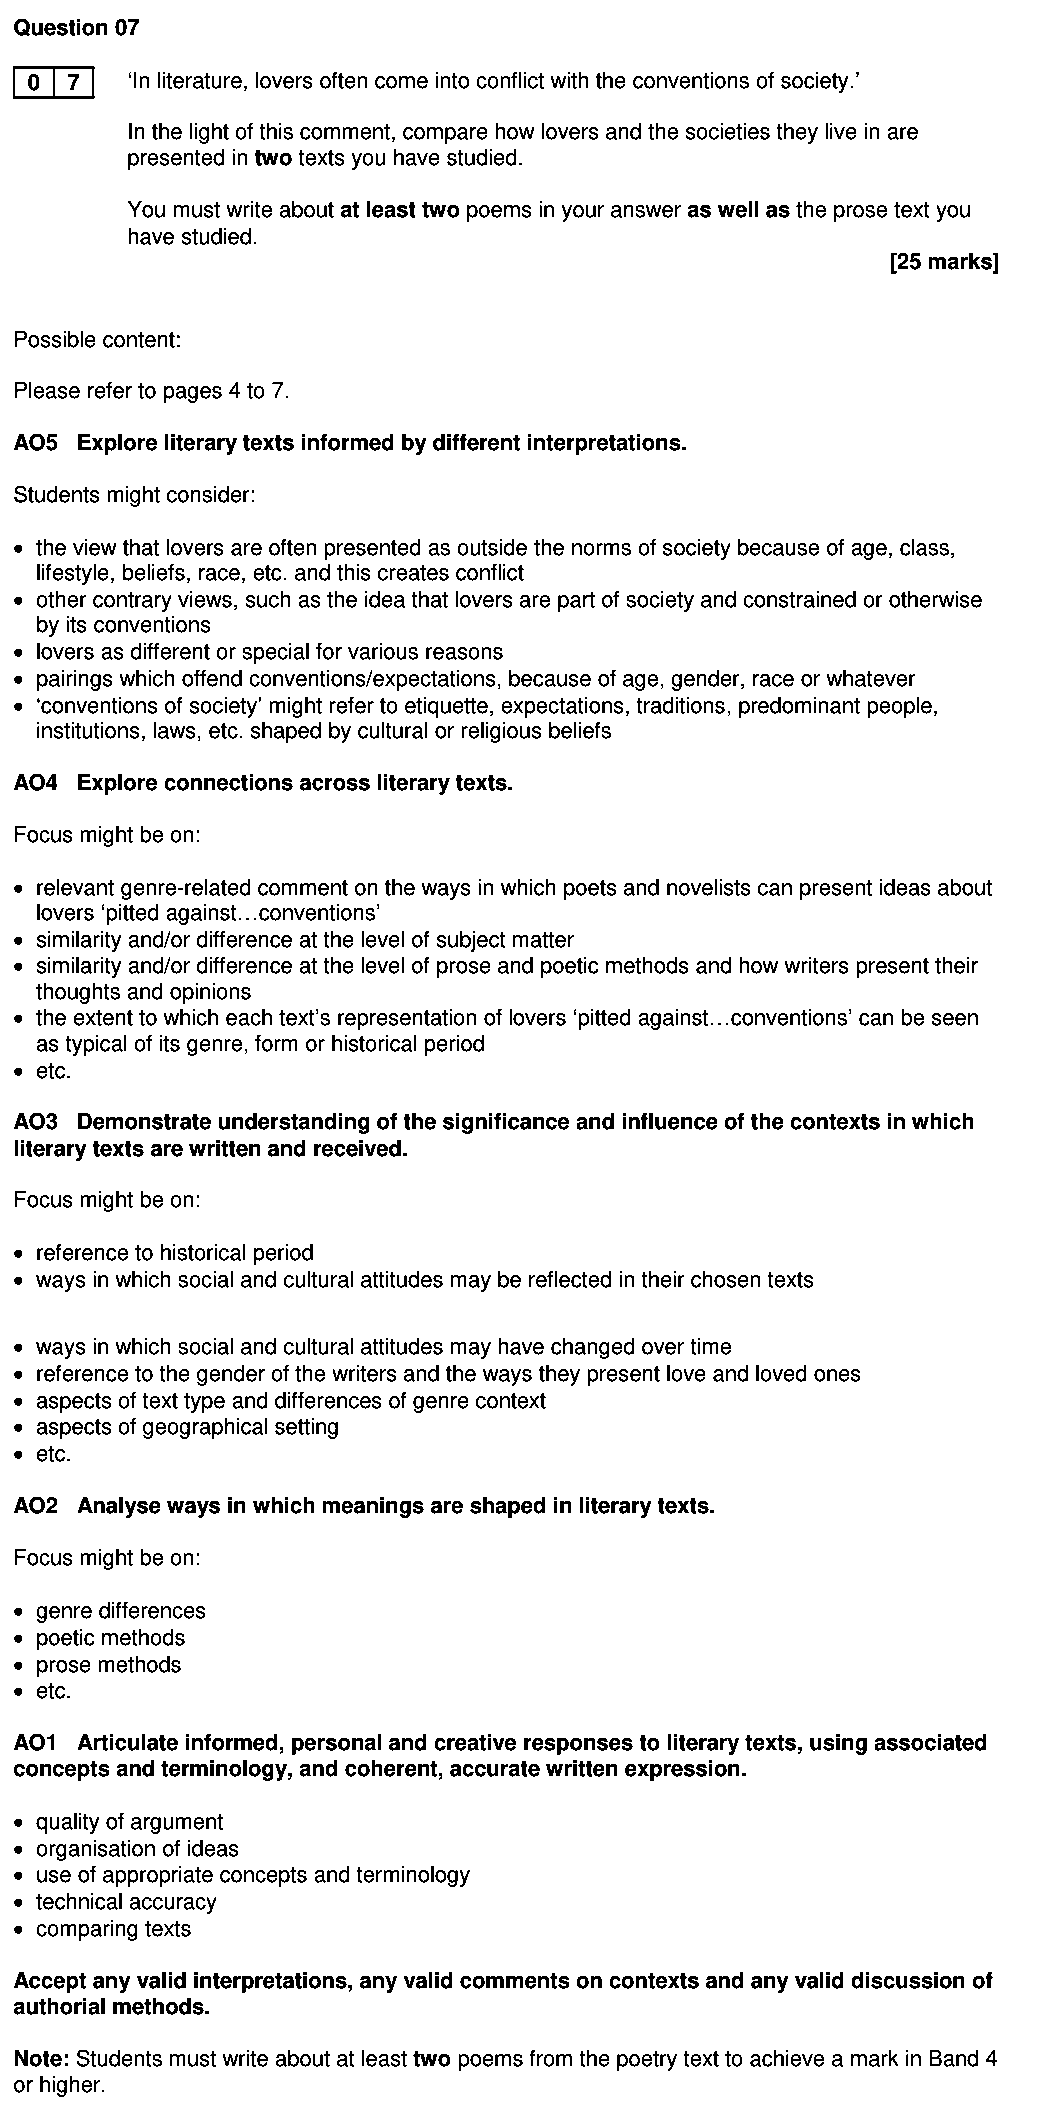 Question 07
0 7 ‘In literature, lovers often come into conflict with the conventions of society.’
In the light of this comment, compare how lovers and the societies they live in are
presented in two texts you have studied.
You must write about at least two poems in your answer as well as the prose text you
have studied.
[25 marks]
Possible content:
Please refer to pages 4 to 7.
AO5 Explore literary texts informed by different interpretations.
Students might consider:
• the view that lovers are often presented as outside the norms of society because of age, class,
lifestyle, beliefs, race, etc. and this creates conflict
• other contrary views, such as the idea that lovers are part of society and constrained or otherwise
by its conventions
• lovers as different or special for various reasons
• pairings which offend conventions/expectations, because of age, gender, race or whatever
• ‘conventions of society’ might refer to etiquette, expectations, traditions, predominant people,
institutions, laws, etc. shaped by cultural or religious beliefs
AO4 Explore connections across literary texts.
Focus might be on:
• relevant genre-related comment on the ways in which poets and novelists can present ideas about
lovers ‘pitted against…conventions’
• similarity and/or difference at the level of subject matter
• similarity and/or difference at the level of prose and poetic methods and how writers present their
thoughts and opinions
• the extent to which each text’s representation of lovers ‘pitted against…conventions’ can be seen
as typical of its genre, form or historical period
• etc.
AO3 Demonstrate understanding of the significance and influence of the contexts in which
literary texts are written and received.
Focus might be on:
• reference to historical period
• ways in which social and cultural attitudes may be reflected in their chosen texts
• ways in which social and cultural attitudes may have changed over time
• reference to the gender of the writers and the ways they present love and loved ones
• aspects of text type and differences of genre context
• aspects of geographical setting
• etc.
AO2 Analyse ways in which meanings are shaped in literary texts.
Focus might be on:
• genre differences
• poetic methods
• prose methods
• etc.
AO1 Articulate informed, personal and creative responses to literary texts, using associated
concepts and terminology, and coherent, accurate written expression.
• quality of argument
• organisation of ideas
• use of appropriate concepts and terminology
• technical accuracy
• comparing texts
Accept any valid interpretations, any valid comments on contexts and any valid discussion of
authorial methods.
Note: Students must write about at least two poems from the poetry text to achieve a mark in Band 4
or higher.